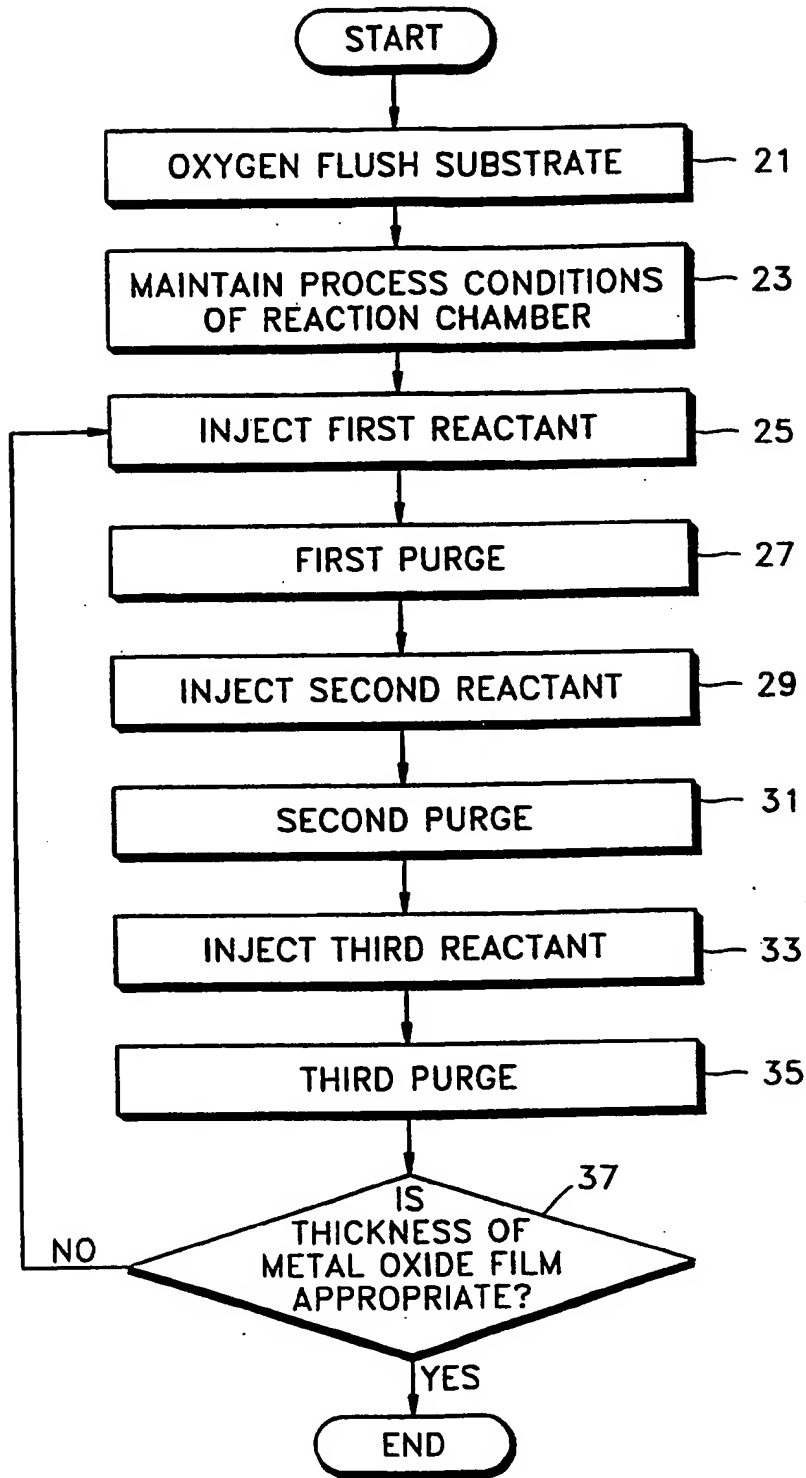 START
OXYGEN FLUSH SUBSTRATE
21
MAINTAIN PROCESS CONDITIONS
OF REACTION CHAMBER
23
INJECT FIRST REACTANT
25
FIRST PURGE
27
INJECT SECOND REACTANT
29
SECOND PURGE
31
INJECT THIRD REACTANT
33
THIRD PURGE
35
IS
THICKNESS OF
METAL OXIDE FILM
APPROPRIATE?
37
NO
YES
END